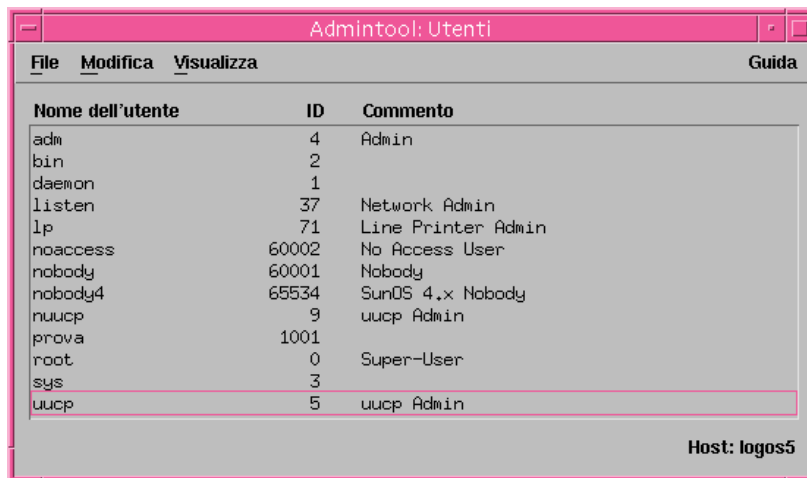 Admintool: Utenti
File Modifica Visualizza Guida
Nome dell'utente ID Commento
adm 4 Admin
bin 2
daemon 1
listen 37 Network Admin
lp 71 Line Printer Admin
noaccess 60002 No Access User
nobody 60001 Nobody
nobody4 65534 SunOS 4.x Nobody
nuucp 9 uucp Admin
prova 1001
root 0 Super-User
sys 3
uucp 5 uucp Admin
Host: logos5